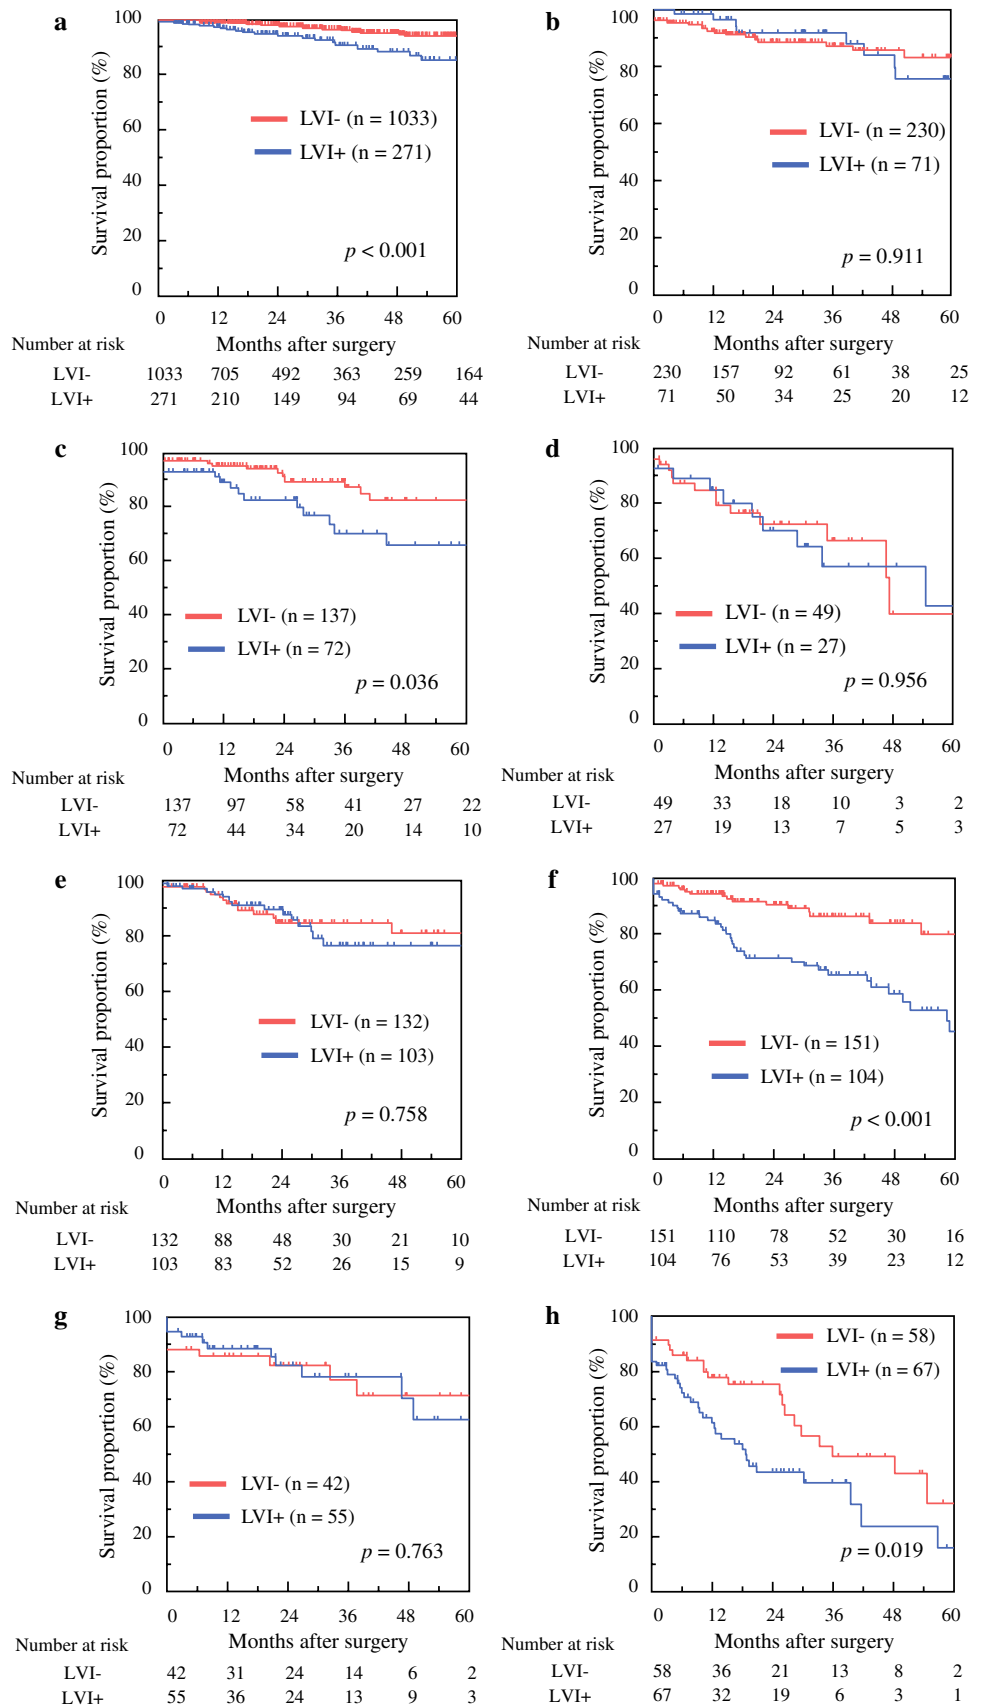 a
Survival proportion (%)
100
80
60
40
20
0
LVI- (n = 1033)
LVI+ (n = 271)
p < 0.001
0 12 24 36 48 60
Number at risk
Months after surgery
LVI- 1033 705 492 363 259 164
LVI+ 271 210 149 94 69 44
b
Survival proportion (%)
100
80
60
40
20
0
LVI- (n = 230)
LVI+ (n = 71)
p = 0.911
0 12 24 36 48 60
Number at risk
Months after surgery
LVI- 230 157 92 61 38 25
LVI+ 71 50 34 25 20 12
c
Survival proportion (%)
100
80
60
40
20
0
LVI- (n = 137)
LVI+ (n = 72)
p = 0.036
0 12 24 36 48 60
Number at risk
Months after surgery
LVI- 137 97 58 41 27 22
LVI+ 72 44 34 20 14 10
d
Survival proportion (%)
100
80
60
40
20
0
LVI- (n = 49)
LVI+ (n = 27)
p = 0.956
0 12 24 36 48 60
Number at risk
Months after surgery
LVI- 49 33 18 10 3 2
LVI+ 27 19 13 7 5 3
e
Survival proportion (%)
100
80
60
40
20
0
LVI- (n = 132)
LVI+ (n = 103)
p = 0.758
0 12 24 36 48 60
Number at risk
Months after surgery
LVI- 132 88 48 30 21 10
LVI+ 103 83 52 26 15 9
f
Survival proportion (%)
100
80
60
40
20
0
LVI- (n = 151)
LVI+ (n = 104)
p < 0.001
0 12 24 36 48 60
Number at risk
Months after surgery
LVI- 151 110 78 52 30 16
LVI+ 104 76 53 39 23 12
g
Survival proportion (%)
100
80
60
40
20
0
LVI- (n = 42)
LVI+ (n = 55)
p = 0.763
0 12 24 36 48 60
Number at risk
Months after surgery
LVI- 42 31 24 14 6 2
LVI+ 55 36 24 13 9 3
h
Survival proportion (%)
100
80
60
40
20
0
LVI- (n = 58)
LVI+ (n = 67)
p = 0.019
0 12 24 36 48 60
Number at risk
Months after surgery
LVI- 58 36 21 13 8 2
LVI+ 67 32 19 6 3 1